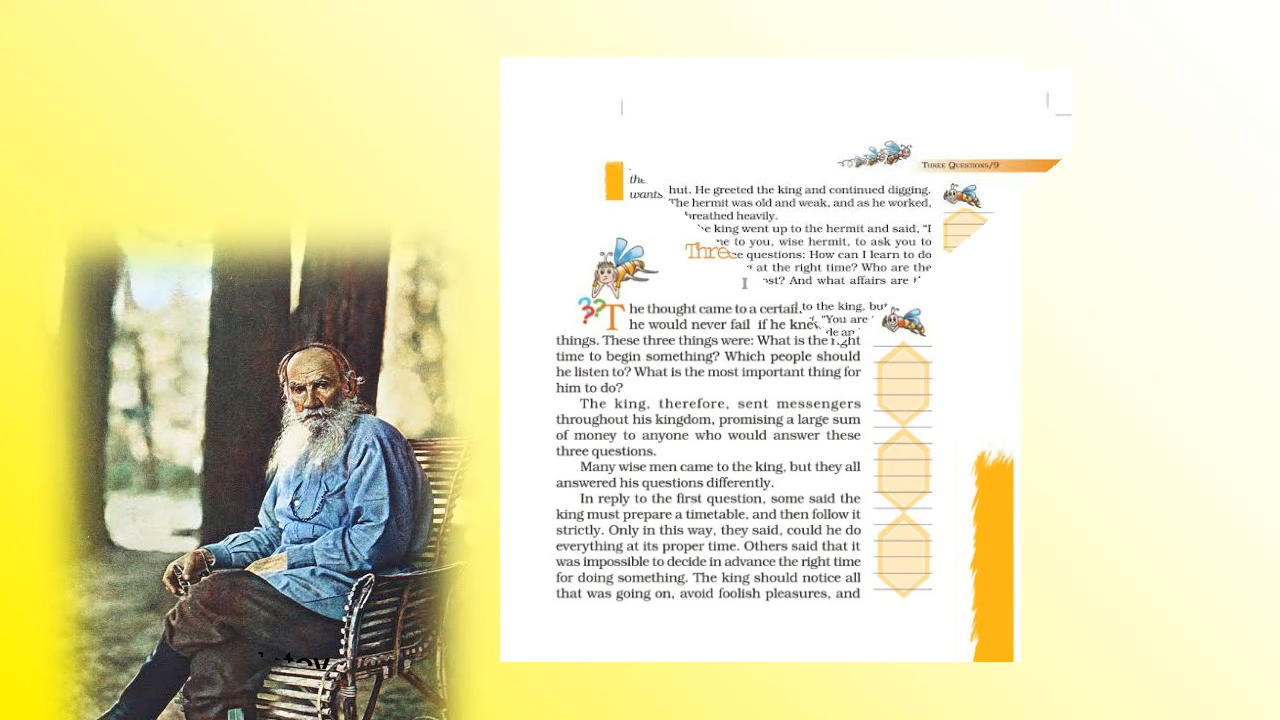 THREE QUESTIONS/9
wants
hut. He greeted the king and continued digging.
The hermit was old and weak, and as he worked,
breathed heavily.
king went up to the hermit and said, “I
to you, wise hermit, to ask you to
questions: How can I learn to do
at the right time? Who are the
And what affairs are
I
to the king,
“You are
The thought came to a certain
he would never fail if he knew
things. These three things were: What is the right
time to begin something? Which people should
he listen to? What is the most important thing for
him to do?
The king, therefore, sent messengers
throughout his kingdom, promising a large sum
of money to anyone who would answer these
three questions.
Many wise men came to the king, but they all
answered his questions differently.
In reply to the first question, some said the
king must prepare a timetable, and then follow it
strictly. Only in this way, they said, could he do
everything at its proper time. Others said that it
was impossible to decide in advance the right time
for doing something. The king should notice all
that was going on, avoid foolish pleasures, and